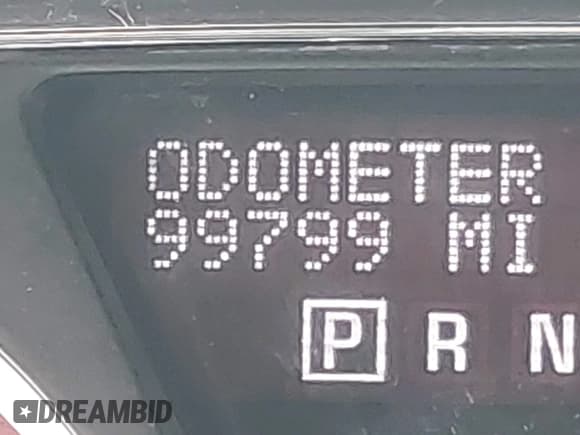 ODOMETER
99799 MI
P R N
DREAMBID